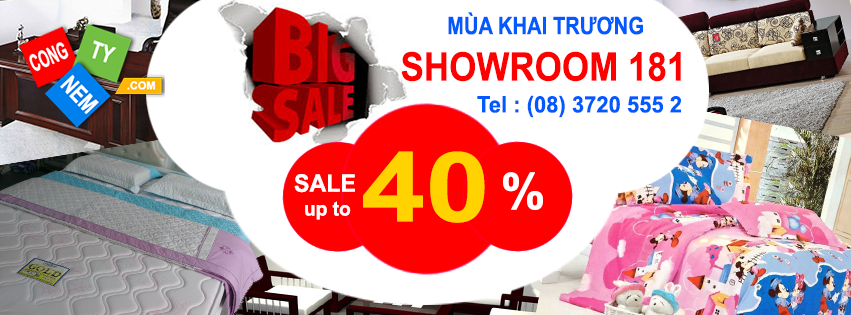 CONG
TY
NEM
.COM
BIG
SALE
MÙA KHAI TRƯƠNG
SHOWROOM 181
Tel : (08) 3720 555 2
SALE
up to
40 %
GOLD